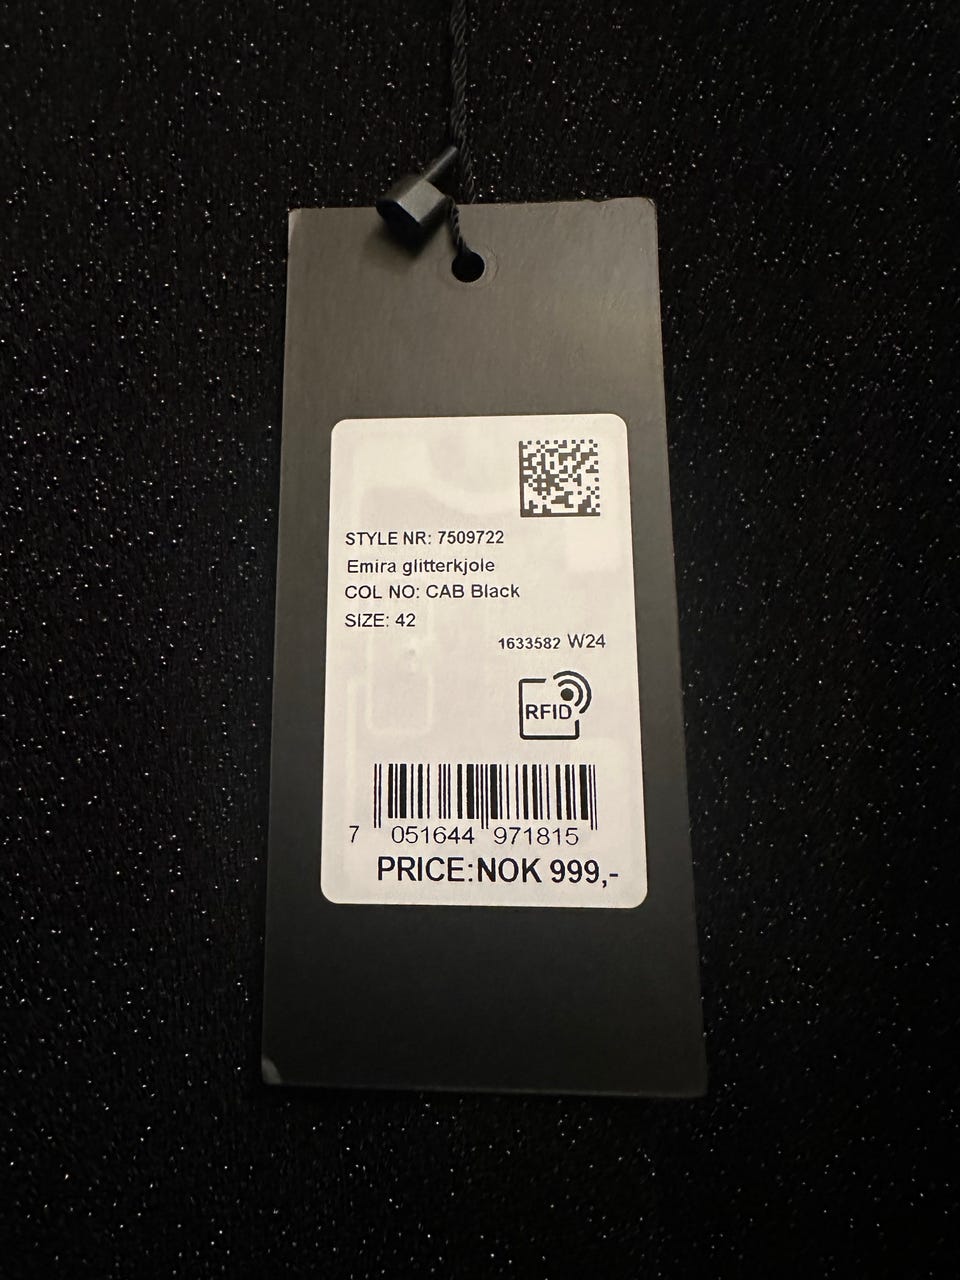 STYLE NR: 7509722
Emira glitterkjole
COL NO: CAB Black
SIZE: 42
1633582 W24
RFID
7 051644 971815
PRICE:NOK 999,-